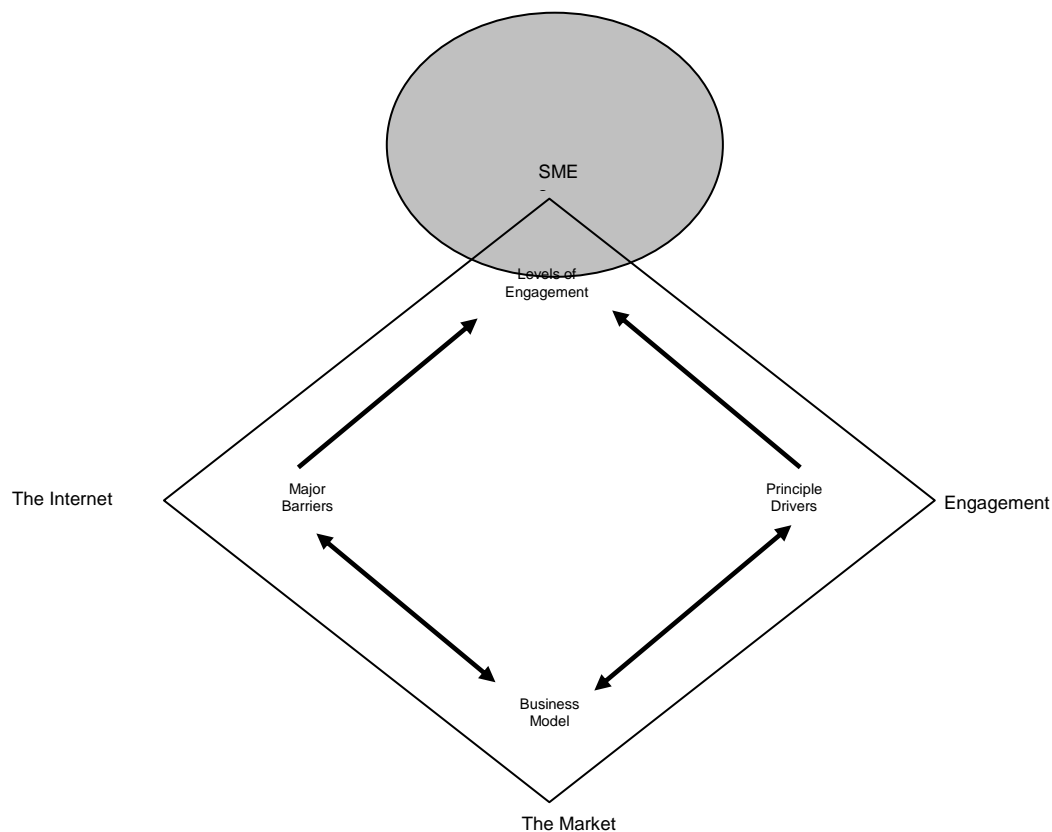 SME
Levels of
Engagement
The Internet
Major
Barriers
Principle
Drivers
Engagement
Business
Model
The Market